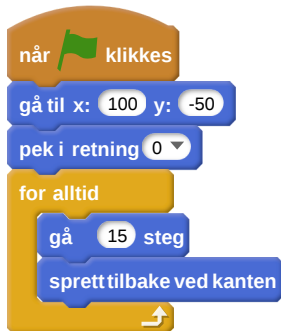 når klikkes
gå til x: 100 y: -50
pek i retning 0
for alltid
gå 15 steg
sprett tilbake ved kanten